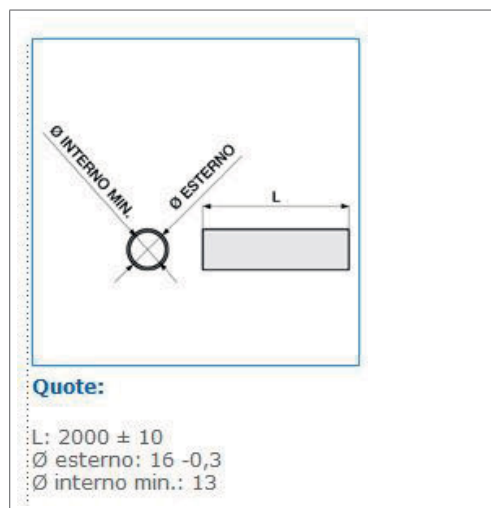 Ø INTERNO MIN.
Ø ESTERNO
L
Quote:
L: 2000 ± 10
Ø esterno: 16 -0,3
Ø interno min.: 13